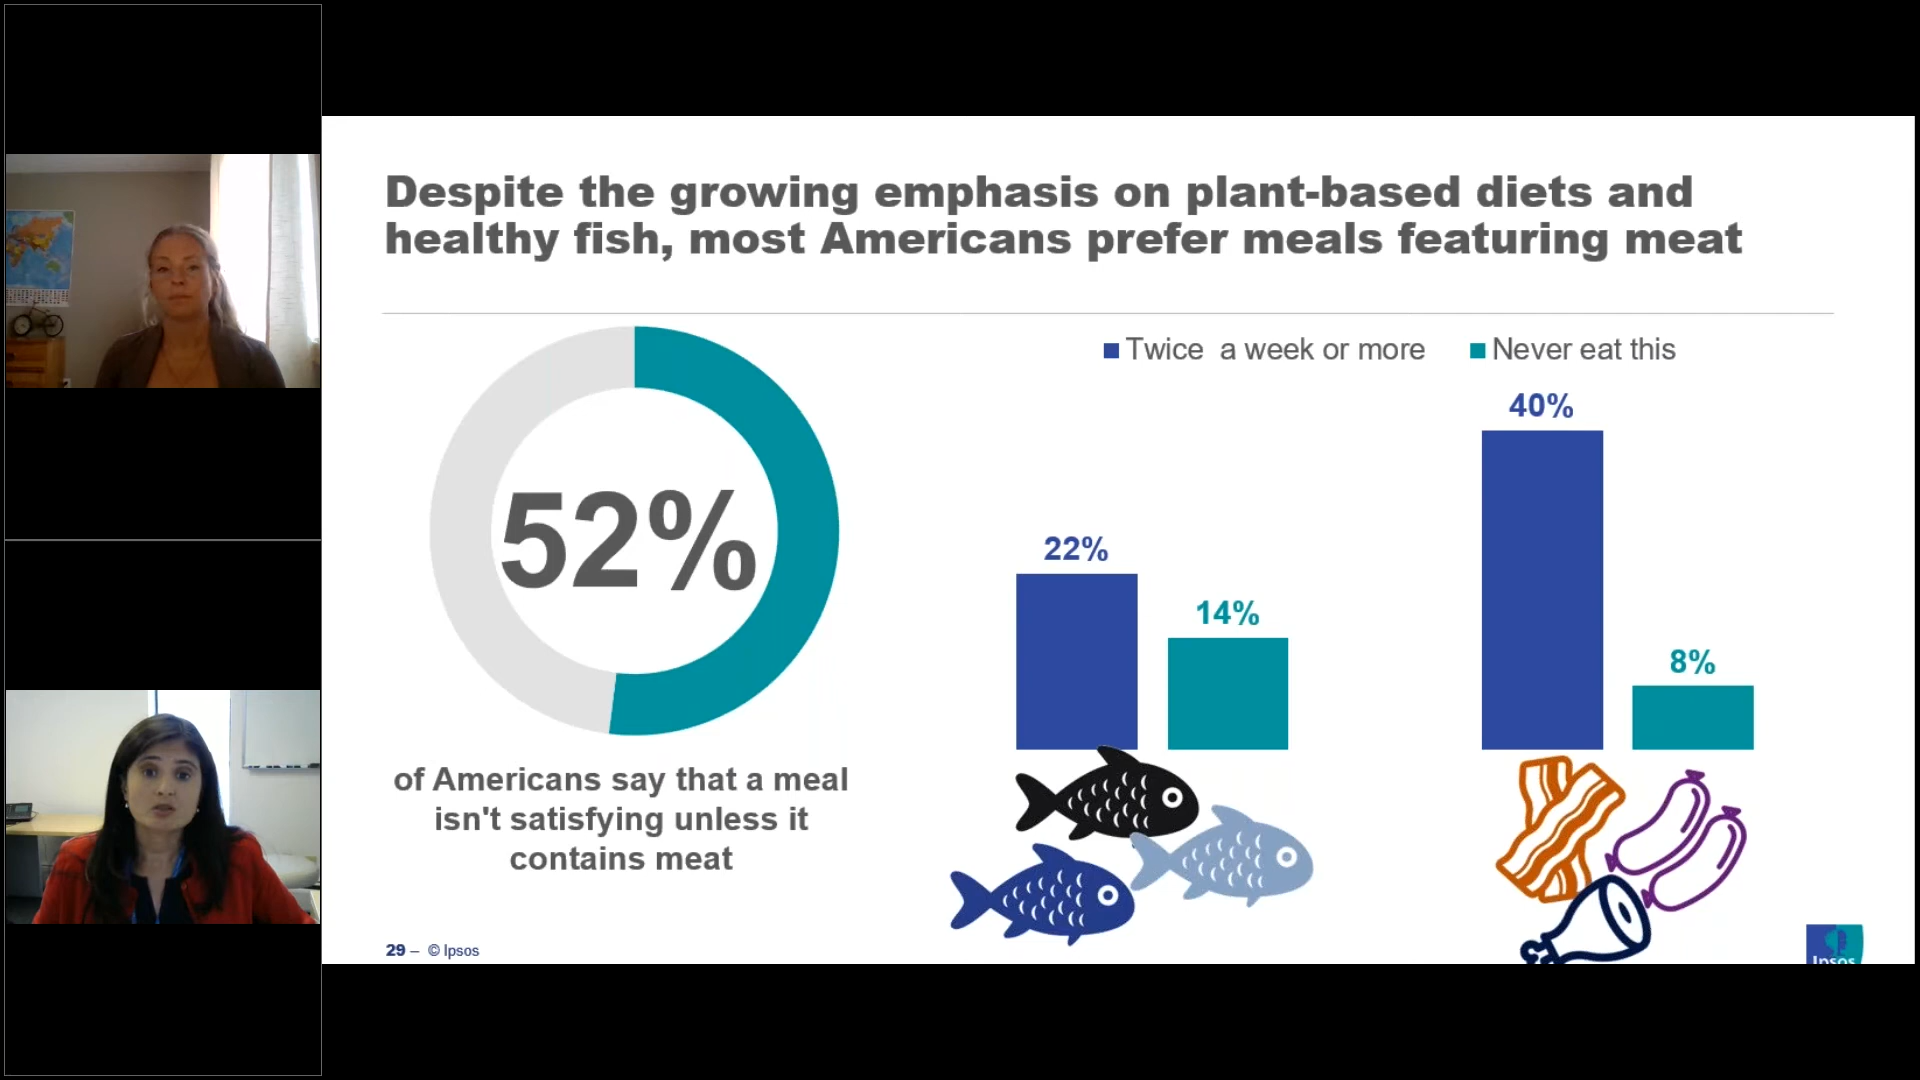 Despite the growing emphasis on plant-based diets and
healthy fish, most Americans prefer meals featuring meat
Twice a week or more
Never eat this
52%
of Americans say that a meal
isn't satisfying unless it
contains meat
22%
14%
40%
8%
29 – © Ipsos
Ipsos